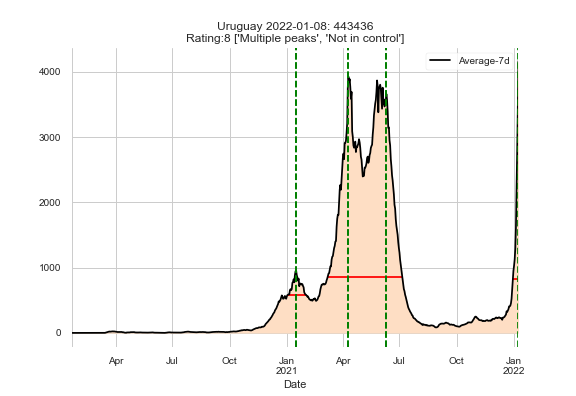 Uruguay 2022-01-08: 443436
Rating:8 ['Multiple peaks', 'Not in control']
Average-7d
4000
3000
2000
1000
0
Apr Jul Oct Jan Apr Jul Oct Jan
2021 2022
Date